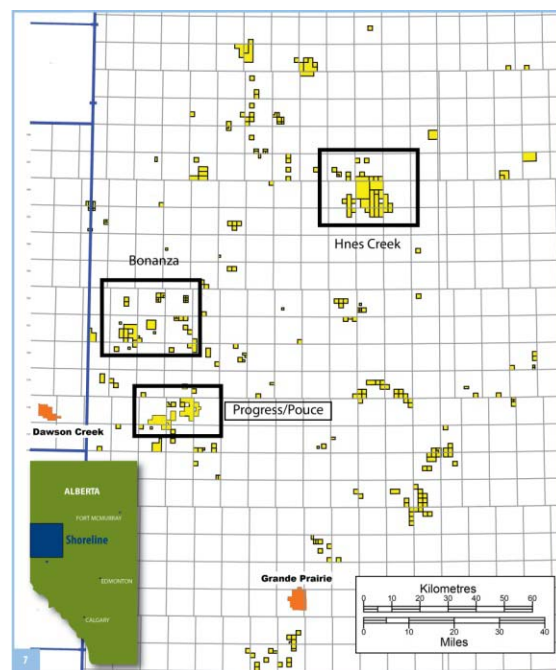 Hnes Creek
Bonanza
Progress/Pouce
Dawson Creek
ALBERTA
FORT MCMURRAY
Shoreline
EDMONTON
CALGARY
Grande Prairie
Kilometres
0 10 20 30 40 50 60
0 10 20 30 40
Miles
7